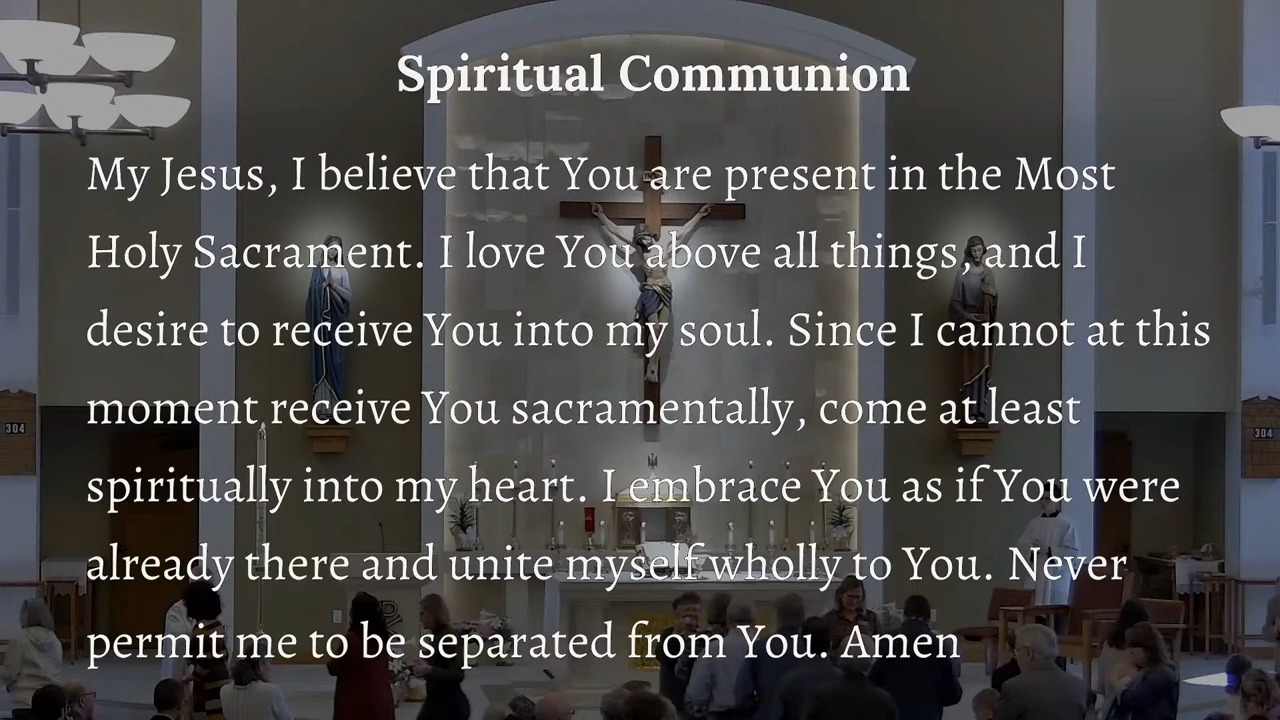 Spiritual Communion
My Jesus, I believe that You are present in the Most
Holy Sacrament. I love You above all things, and I
desire to receive You into my soul. Since I cannot at this
moment receive You sacramentally, come at least
spiritually into my heart. I embrace You as if You were
already there and unite myself wholly to You. Never
permit me to be separated from You. Amen
304
304